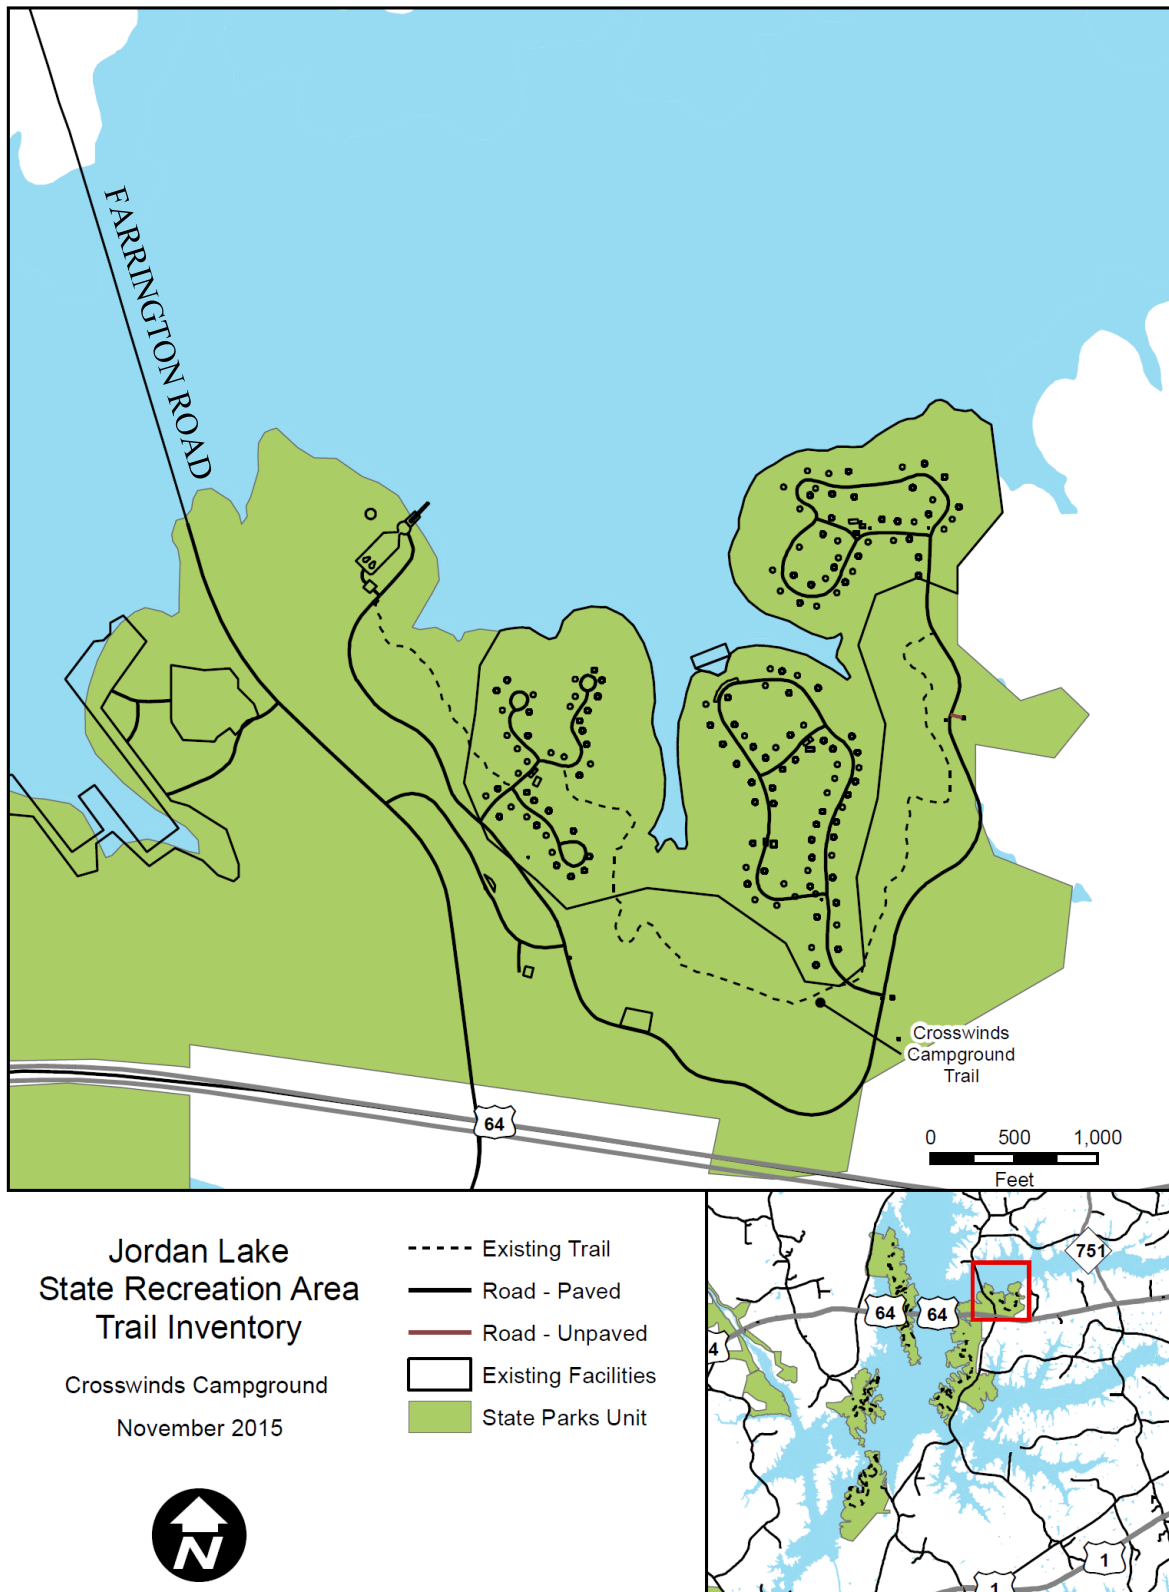 FARRINGTON ROAD
Crosswinds
Campground
Trail
64
0 500 1,000
Feet
Jordan Lake
State Recreation Area
Trail Inventory
Crosswinds Campground
November 2015
N
Existing Trail
Road - Paved
Road - Unpaved
Existing Facilities
State Parks Unit
751
64 64
4
1
1